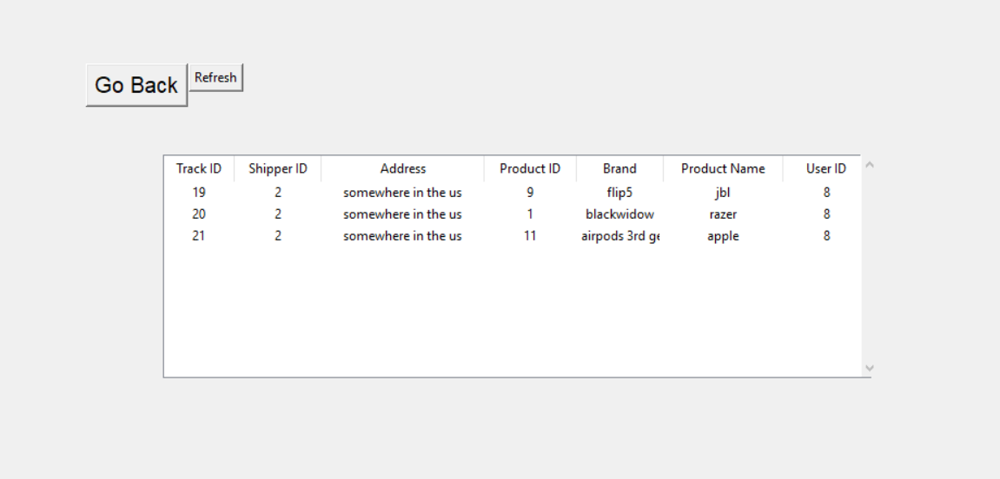 Go Back Refresh
Track ID Shipper ID Address Product ID Brand Product Name User ID
19 2 somewhere in the us 9 flip5 jbl 8
20 2 somewhere in the us 1 blackwidow razer 8
21 2 somewhere in the us 11 airpods 3rd ge apple 8